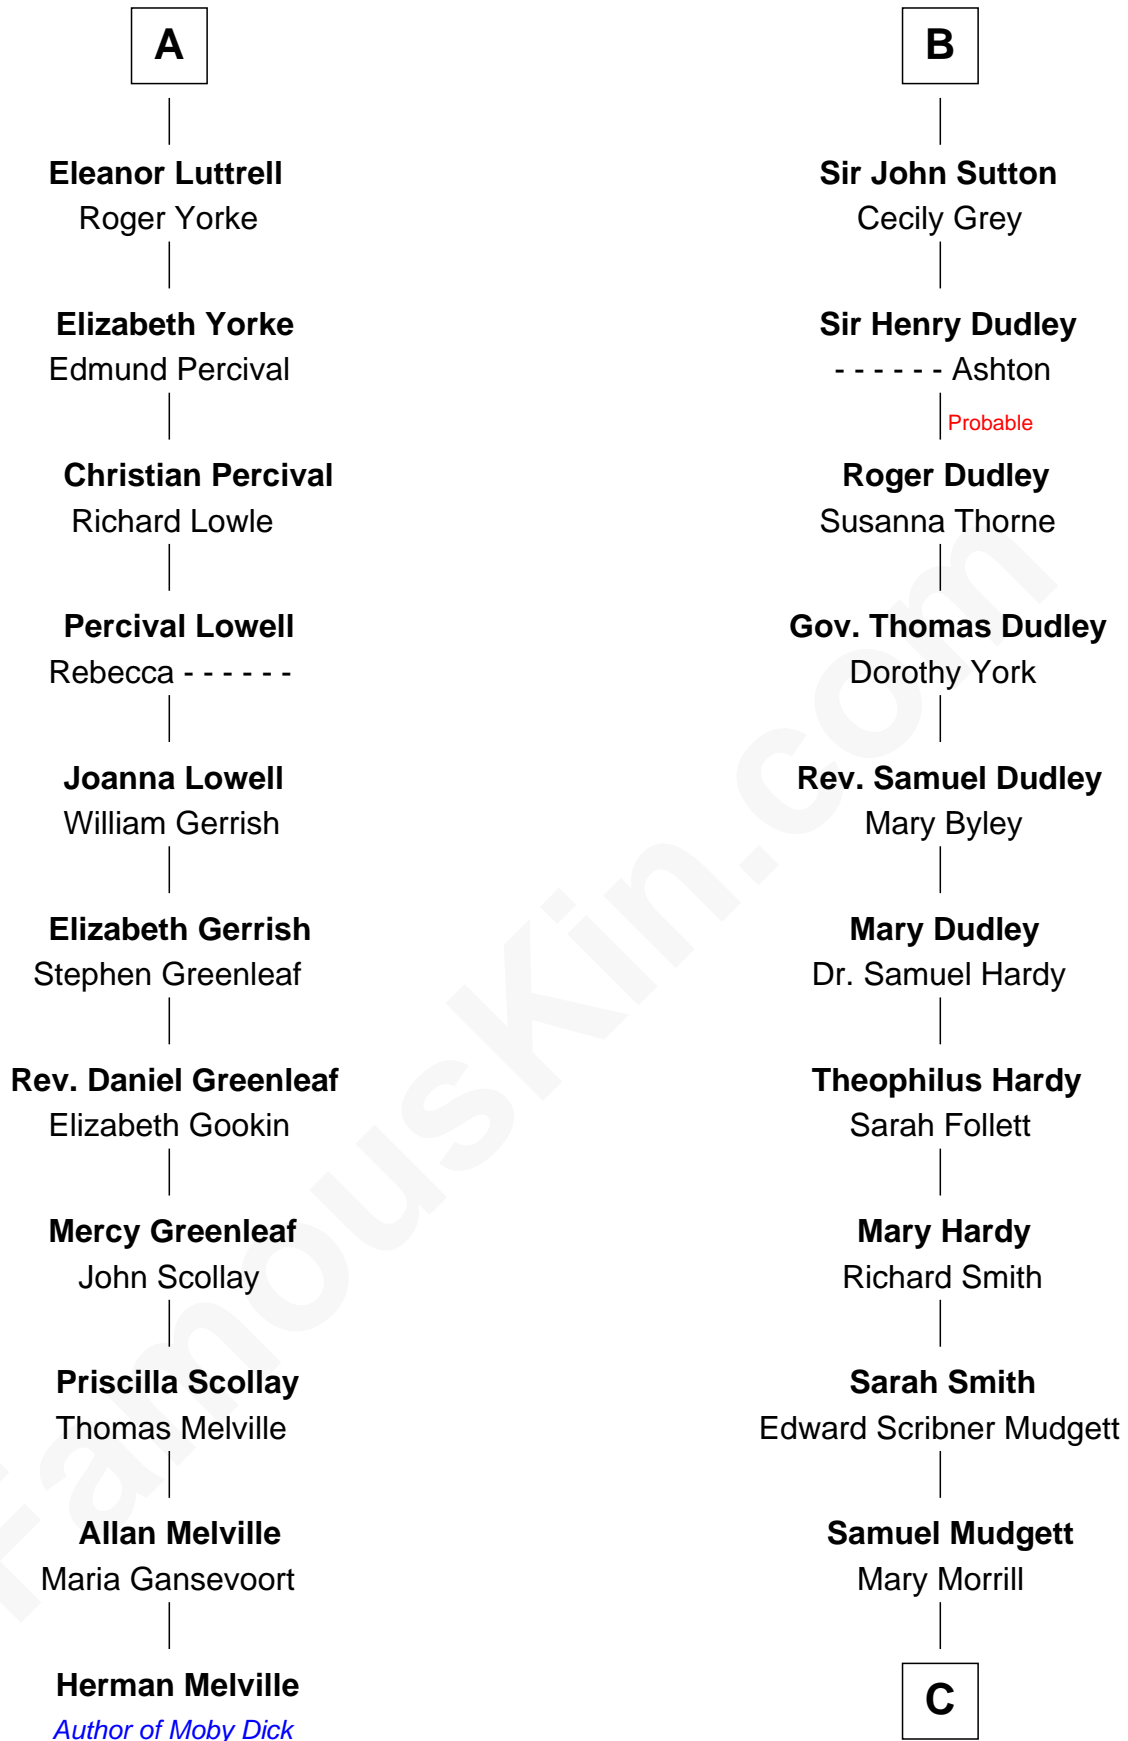 A
Eleanor Luttrell
Roger Yorke
Elizabeth Yorke
Edmund Percival
Christian Percival
Richard Lowle
Percival Lowell
Rebecca - - - - - -
Joanna Lowell
William Gerrish
Elizabeth Gerrish
Stephen Greenleaf
Rev. Daniel Greenleaf
Elizabeth Gookin
Mercy Greenleaf
John Scollay
Priscilla Scollay
Thomas Melville
Allan Melville
Maria Gansevoort
Herman Melville
Author of Moby Dick
B
Sir John Sutton
Cecily Grey
Sir Henry Dudley
- - - - - - Ashton
Probable
Roger Dudley
Susanna Thorne
Gov. Thomas Dudley
Dorothy York
Rev. Samuel Dudley
Mary Byley
Mary Dudley
Dr. Samuel Hardy
Theophilus Hardy
Sarah Follett
Mary Hardy
Richard Smith
Sarah Smith
Edward Scribner Mudgett
Samuel Mudgett
Mary Morrill
C
FamousKin.com